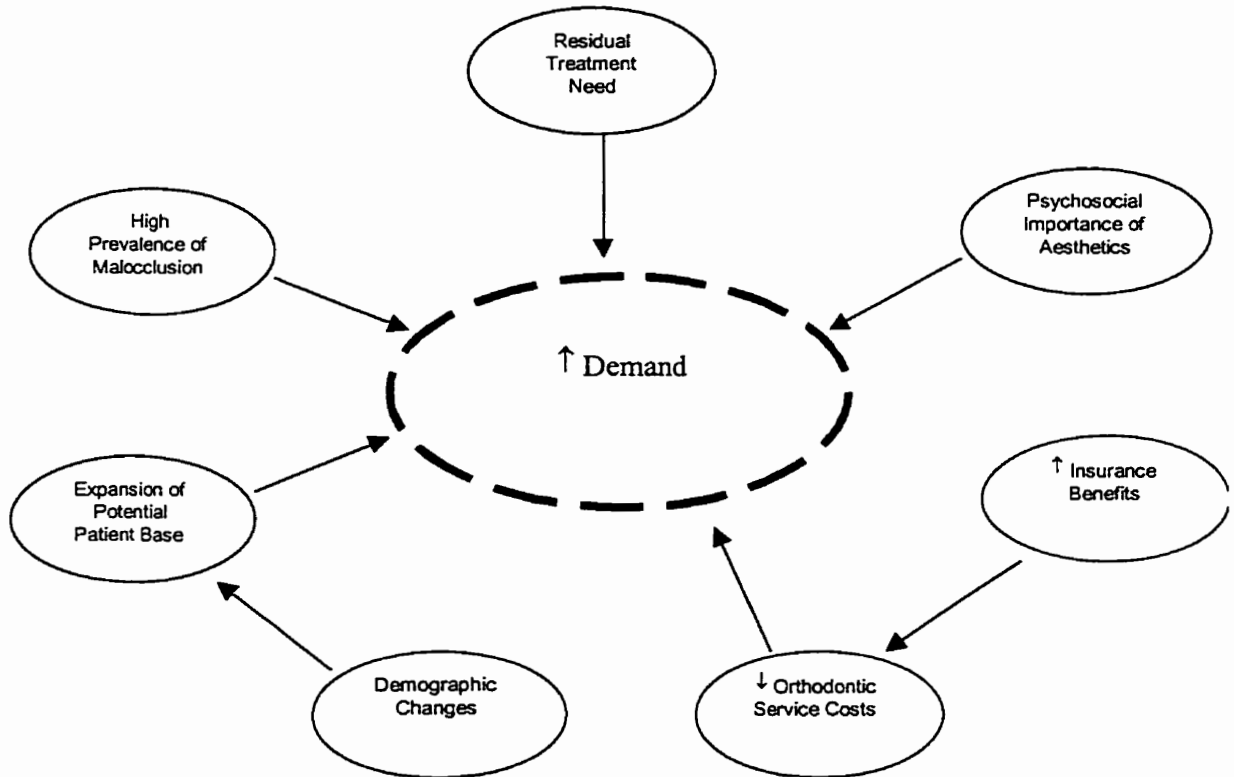 Residual
Treatment
Need
High
Prevalence of
Malocclusion
Psychosocial
Importance of
Aesthetics
↑ Demand
Expansion of
Potential
Patient Base
↑ Insurance
Benefits
Demographic
Changes
↓ Orthodontic
Service Costs